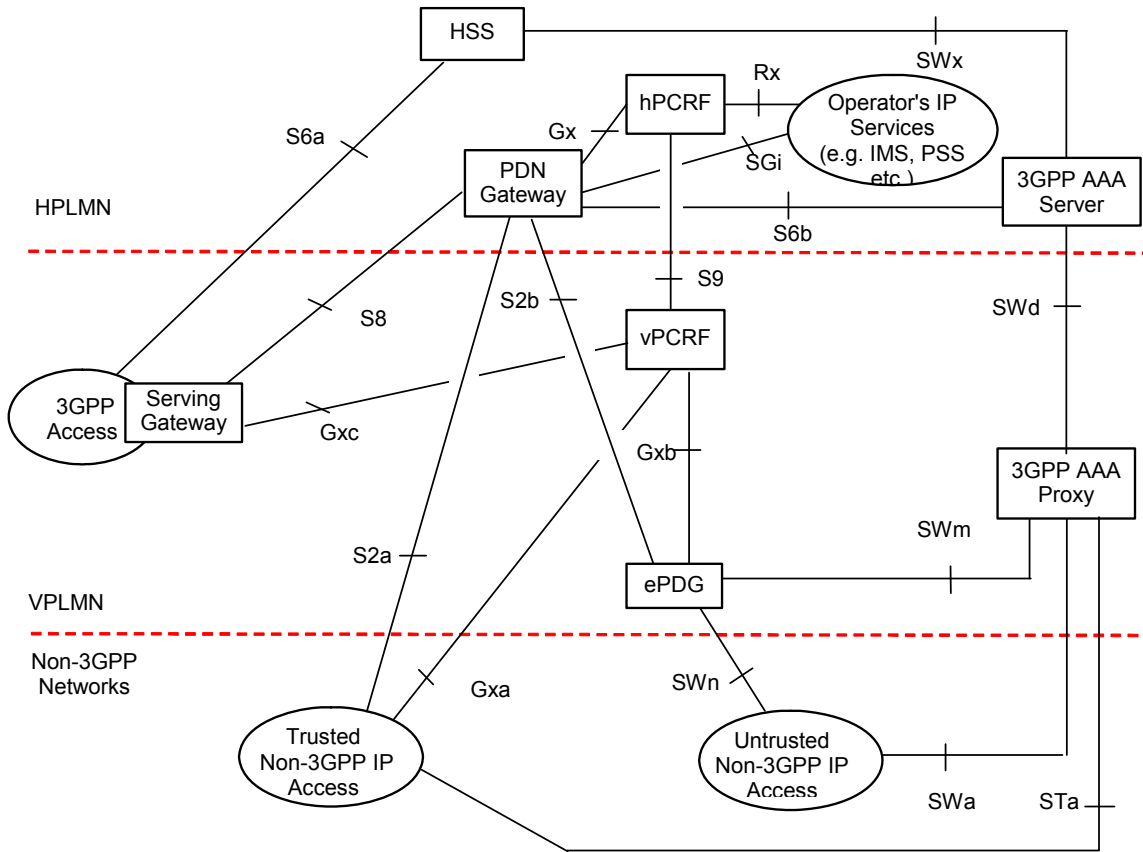 HSS
SWx
Rx
hPCRF
Operator's IP
Services
(e.g. IMS, PSS
etc.)
Gx
S6a
SGi
PDN
Gateway
3GPP AAA
Server
HPLMN
S6b
S2b
S9
SWd
S8
vPCRF
3GPP
Access
Serving
Gateway
Gxc
Gxb
3GPP AAA
Proxy
SWm
S2a
ePDG
VPLMN
Non-3GPP
Networks
Gxa
SWn
Trusted
Non-3GPP IP
Access
Untrusted
Non-3GPP IP
Access
SWa
STa